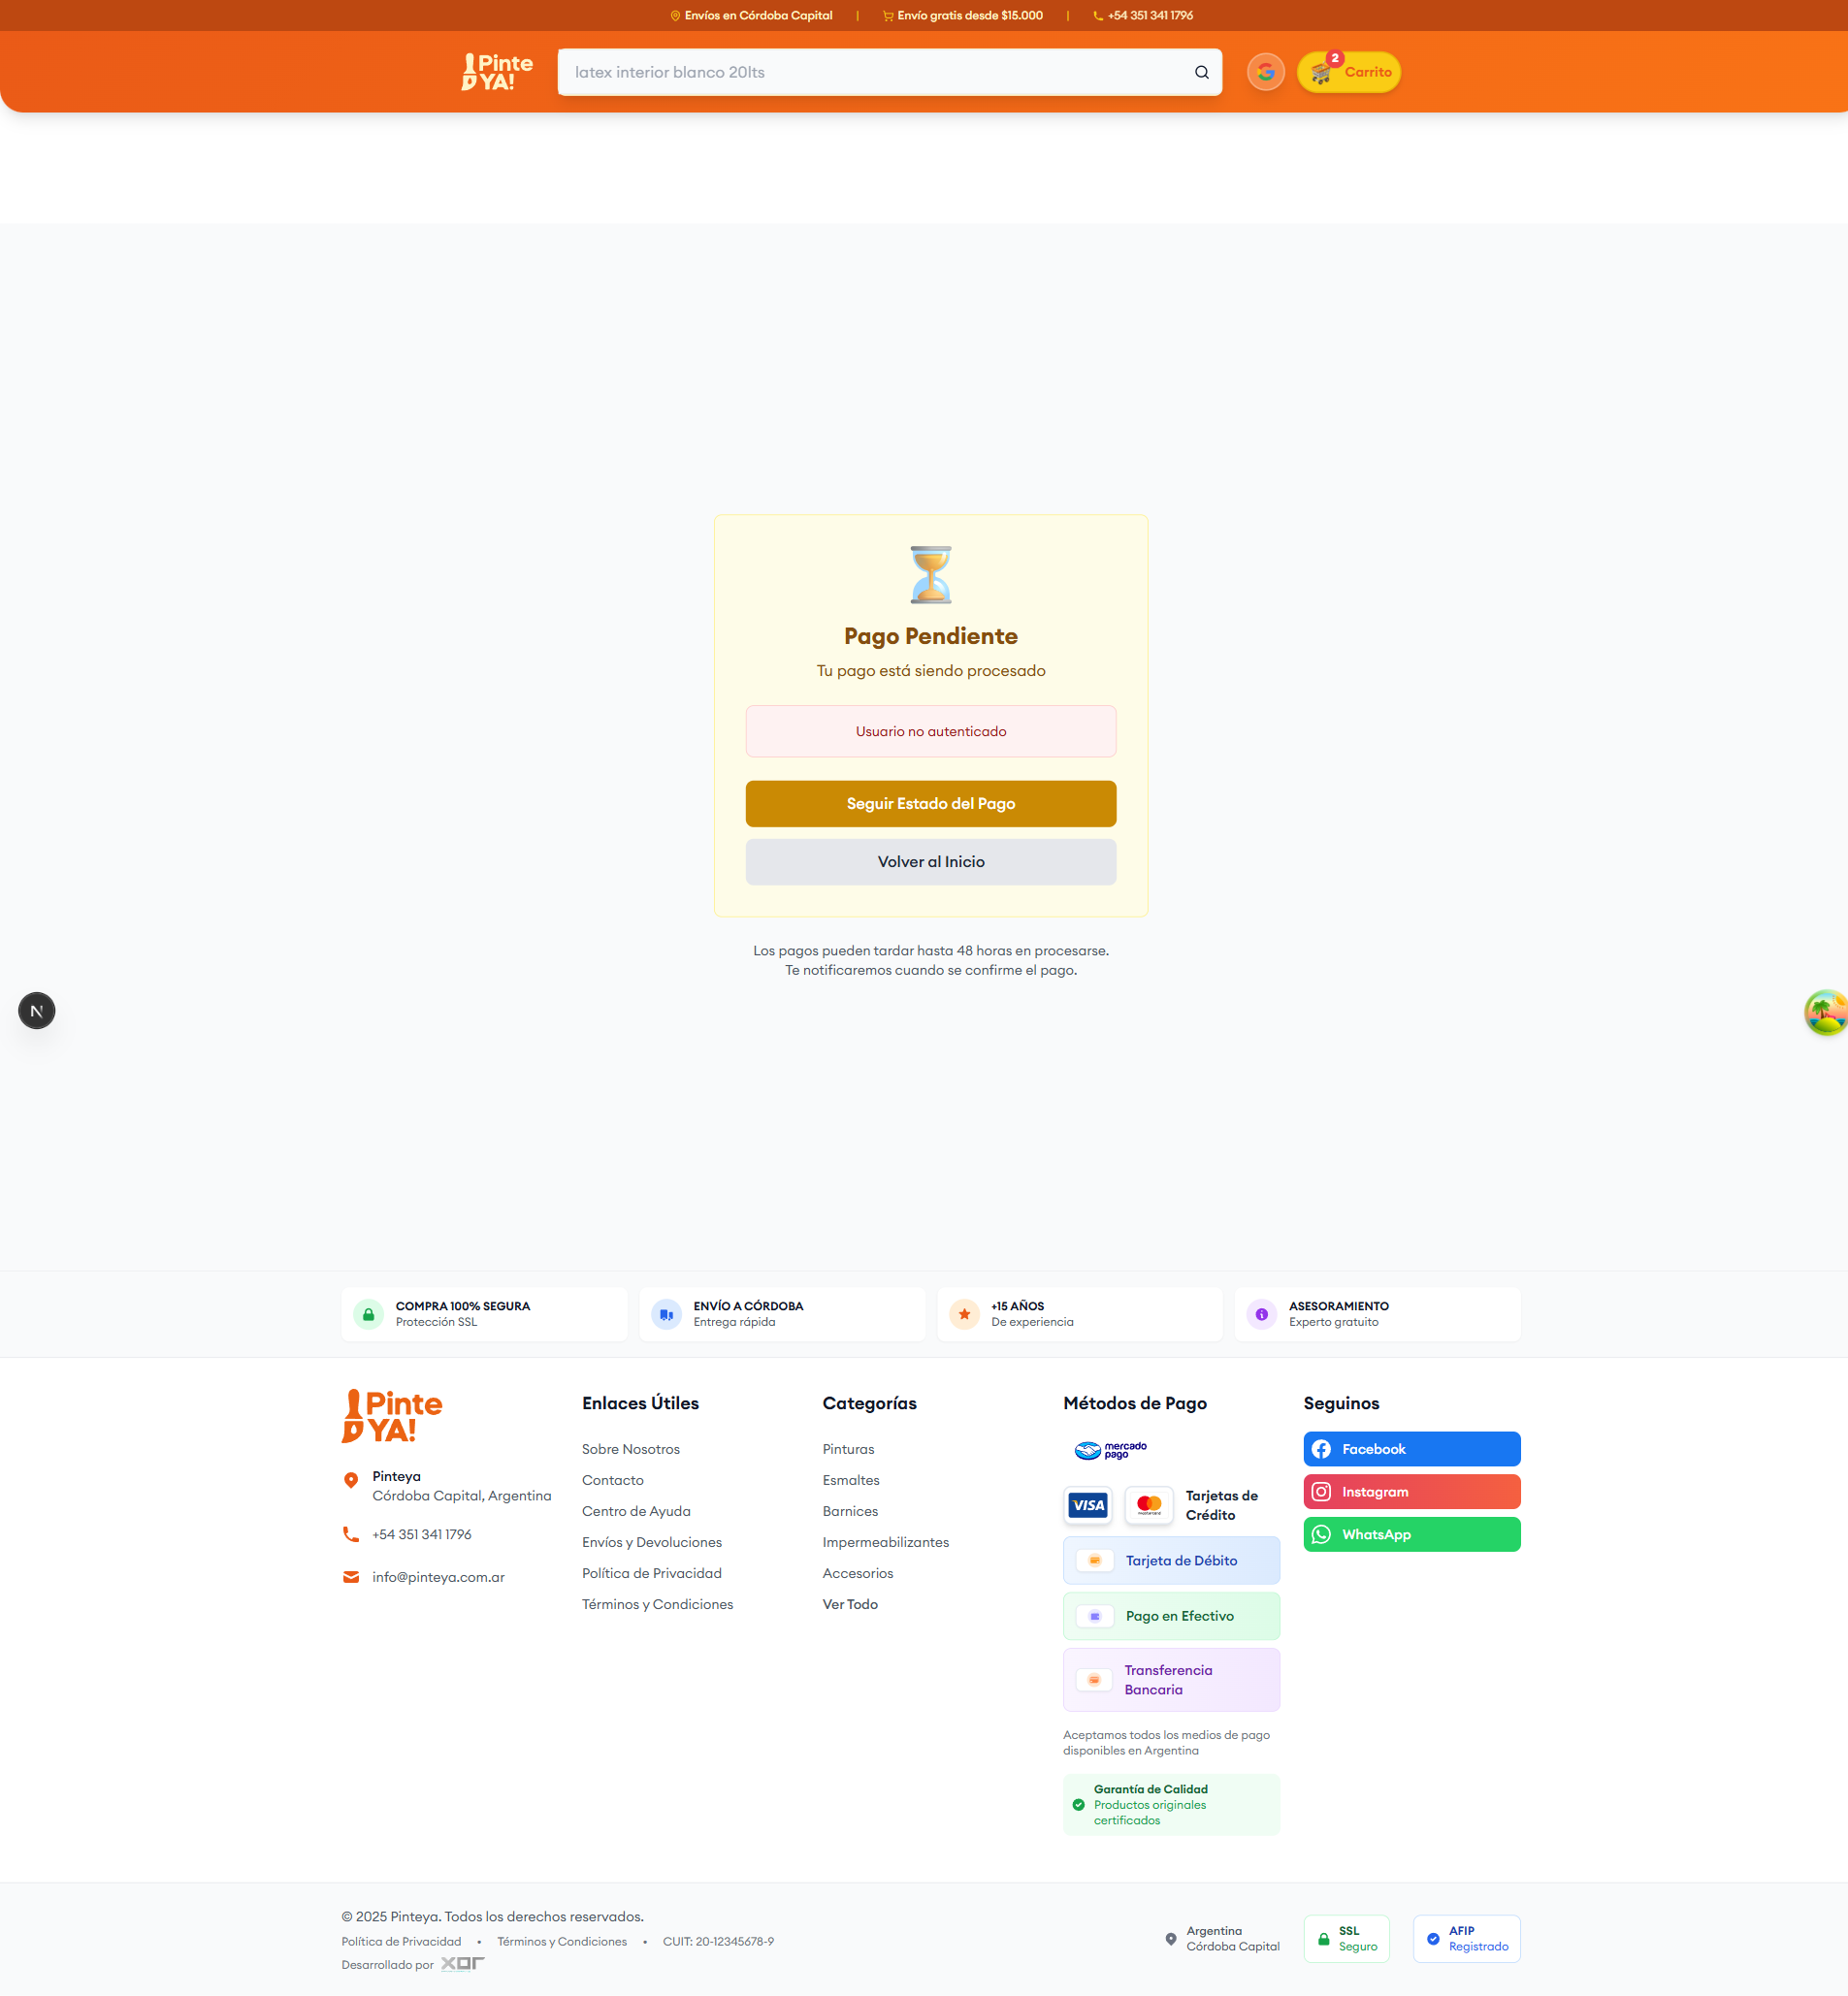 Envíos en Córdoba Capital | Envío gratis desde $15.000 | +54 351 341 1796
Pinte
YA!
latex interior blanco 20lts
2
Carrito
Pago Pendiente
Tu pago está siendo procesado
Usuario no autenticado
Seguir Estado del Pago
Volver al Inicio
Los pagos pueden tardar hasta 48 horas en procesarse.
Te notificaremos cuando se confirme el pago.
N
COMPRA 100% SEGURA
Protección SSL
ENVÍO A CÓRDOBA
Entrega rápida
+15 AÑOS
De experiencia
ASESORAMIENTO
Experto gratuito
Pinte
YA!
Pinteya
Córdoba Capital, Argentina
+54 351 341 1796
info@pinteya.com.ar
Enlaces Útiles
Sobre Nosotros
Contacto
Centro de Ayuda
Envíos y Devoluciones
Política de Privacidad
Términos y Condiciones
Categorías
Pinturas
Esmaltes
Barnices
Impermeabilizantes
Accesorios
Ver Todo
Métodos de Pago
mercado
pago
VISA
Tarjetas de
Crédito
Tarjeta de Débito
Pago en Efectivo
Transferencia
Bancaria
Aceptamos todos los medios de pago
disponibles en Argentina
Garantía de Calidad
Productos originales
certificados
Seguinos
Facebook
Instagram
WhatsApp
© 2025 Pinteya. Todos los derechos reservados.
Política de Privacidad • Términos y Condiciones • CUIT: 20-12345678-9
Desarrollado por xor
Argentina
Córdoba Capital
SSL
Seguro
AFIP
Registrado